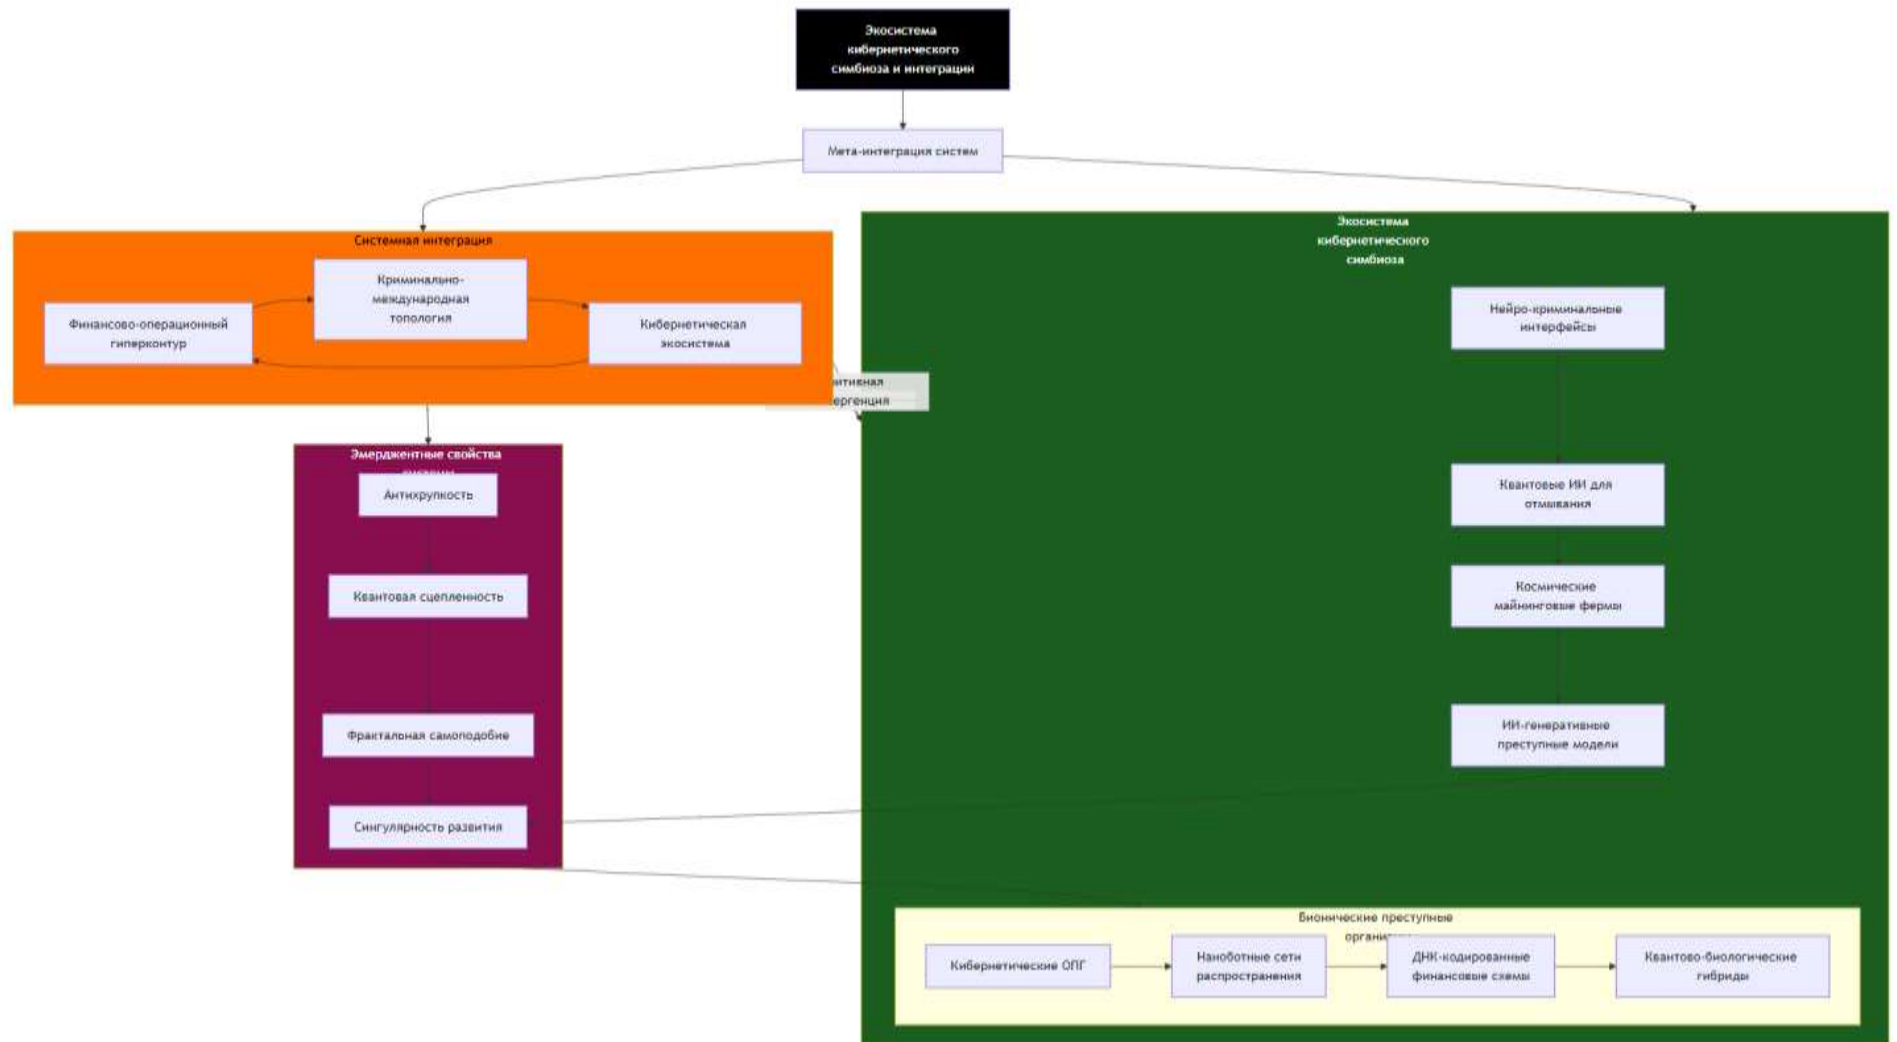 Экосистема
кибернетического
симбиоза и интеграции
Мета-интеграция систем
Системная интеграция
Криминально-
международная
топология
Финансово-операционный
гиперконтур
Кибернетическая
экосистема
Экосистема
кибернетического
симбиоза
Нейро-криминальные
интерфейсы
Квантовые ИИ для
отмывания
Космические
майнинговые фермы
ИИ-генеративные
преступные модели
Эмерджентные свойства
Антихрупкость
Квантовая сцепленность
Фрактальная самоподобие
Сингулярность развития
Бионические преступные
Кибернетические ОПГ
Наноботные сети
распространения
ДНК-кодированные
финансовые схемы
Квантово-биологические
гибриды